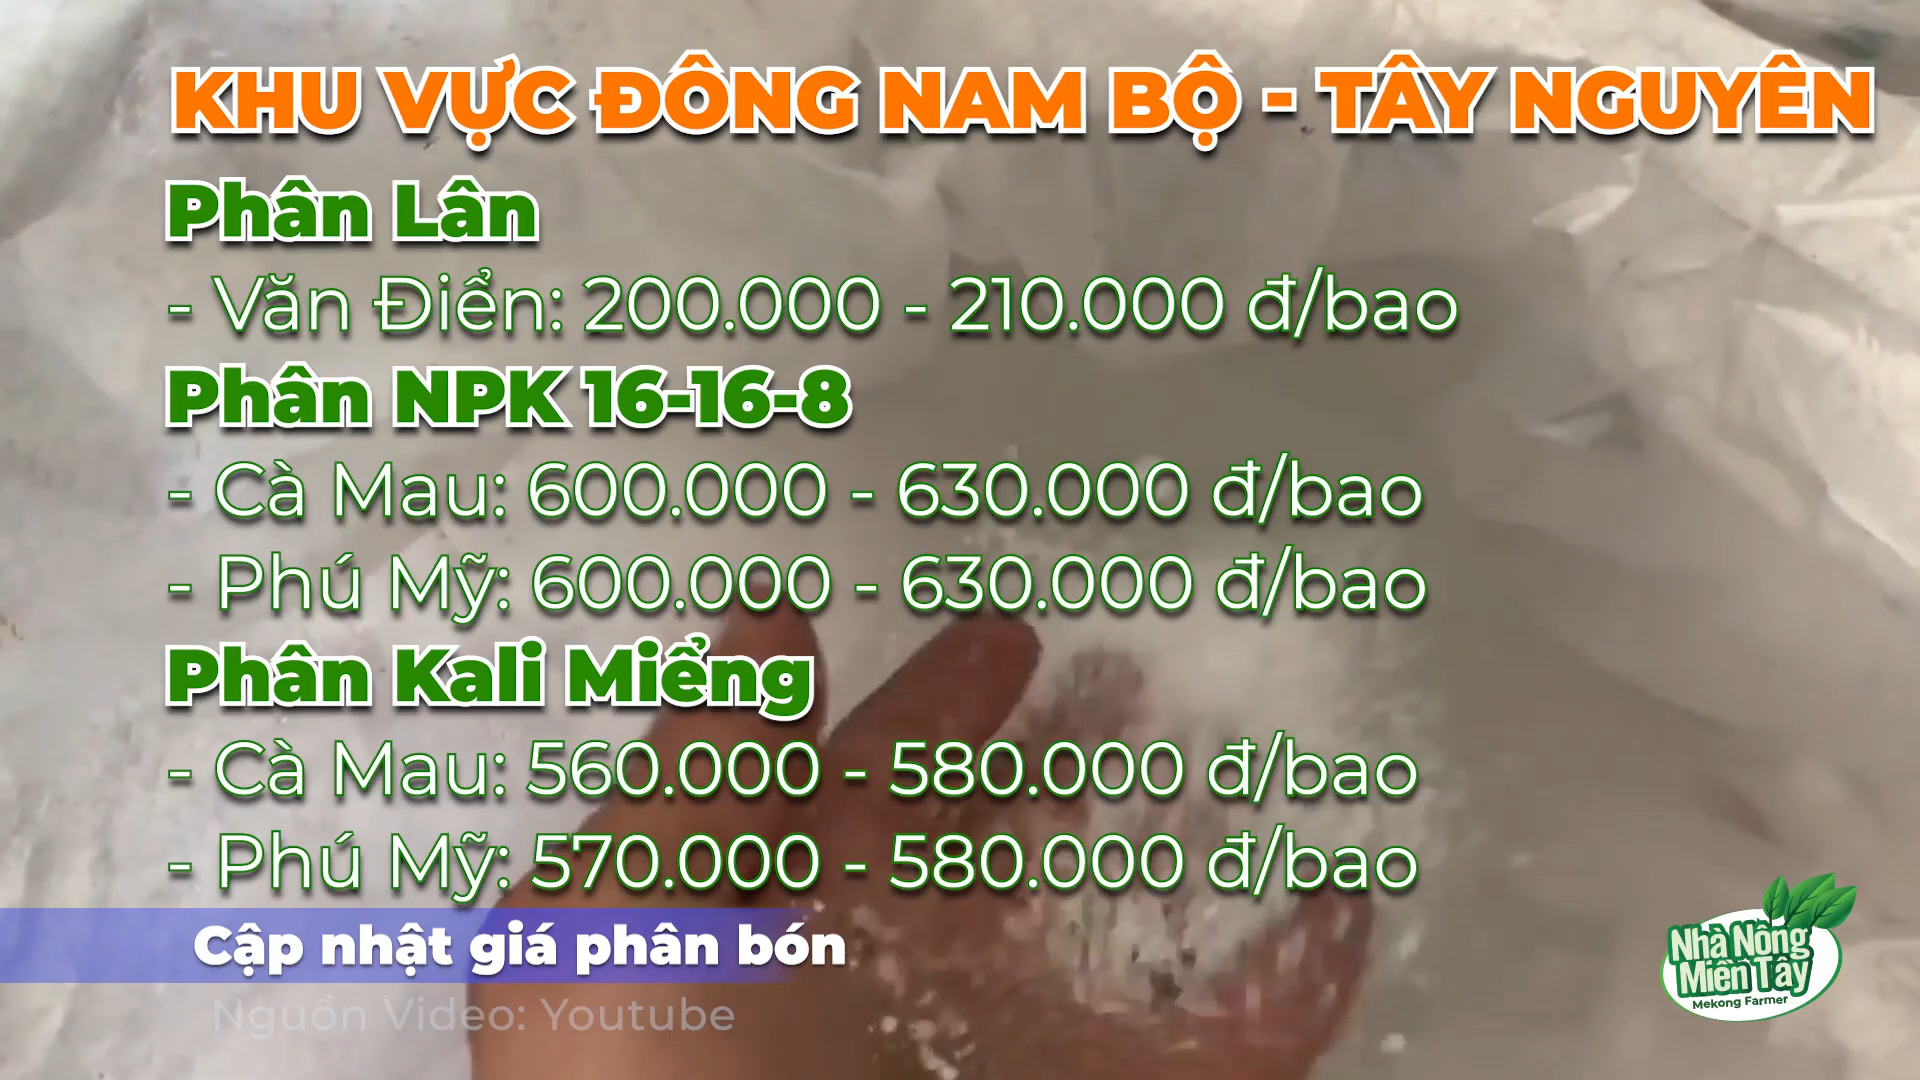 KHU VỰC ĐÔNG NAM BỘ - TÂY NGUYÊN
Phân Lân
- Văn Điển: 200.000 - 210.000 đ/bao
Phân NPK 16-16-8
- Cà Mau: 600.000 - 630.000 đ/bao
- Phú Mỹ: 600.000 - 630.000 đ/bao
Phân Kali Miểng
- Cà Mau: 560.000 - 580.000 đ/bao
- Phú Mỹ: 570.000 - 580.000 đ/bao
Cập nhật giá phân bón
Nguồn Video: Youtube
Nhà Nông
Miền Tây
Mekong Farmer